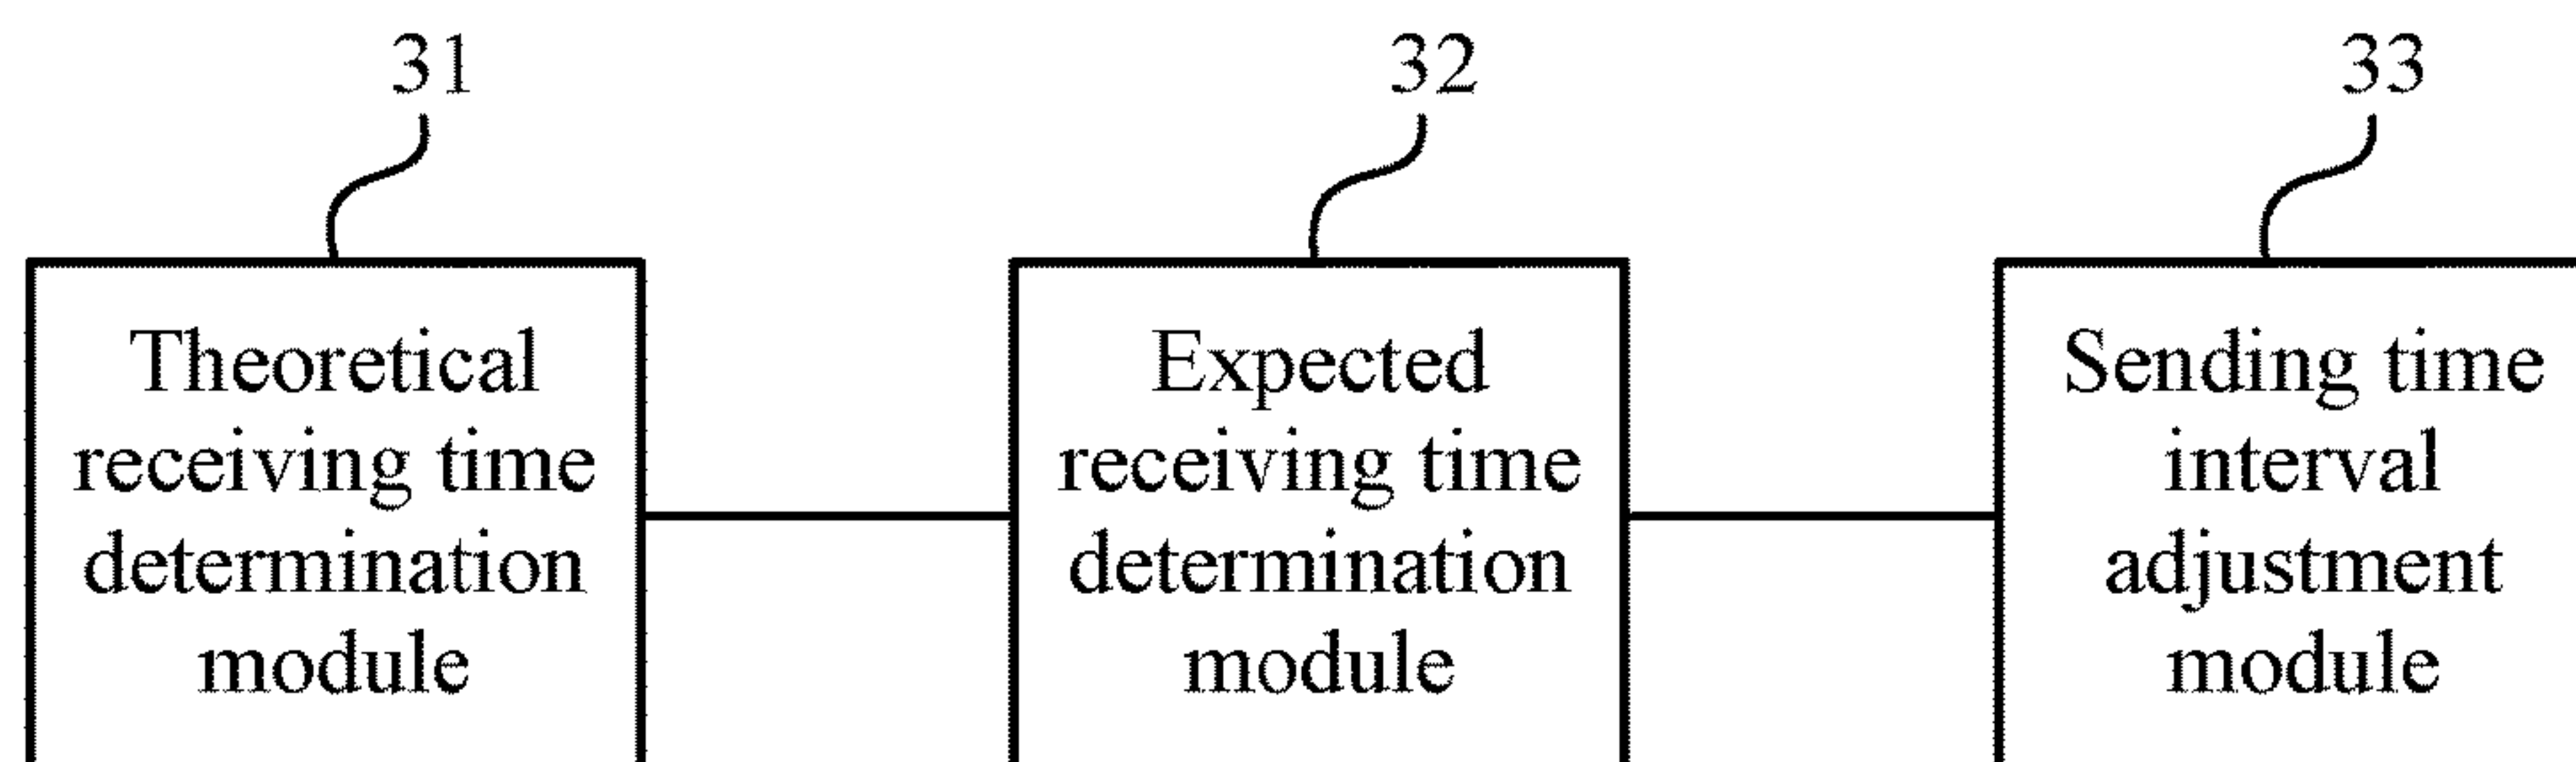 31
32
33
Theoretical
receiving time
determination
module
Expected
receiving time
determination
module
Sending time
interval
adjustment
module